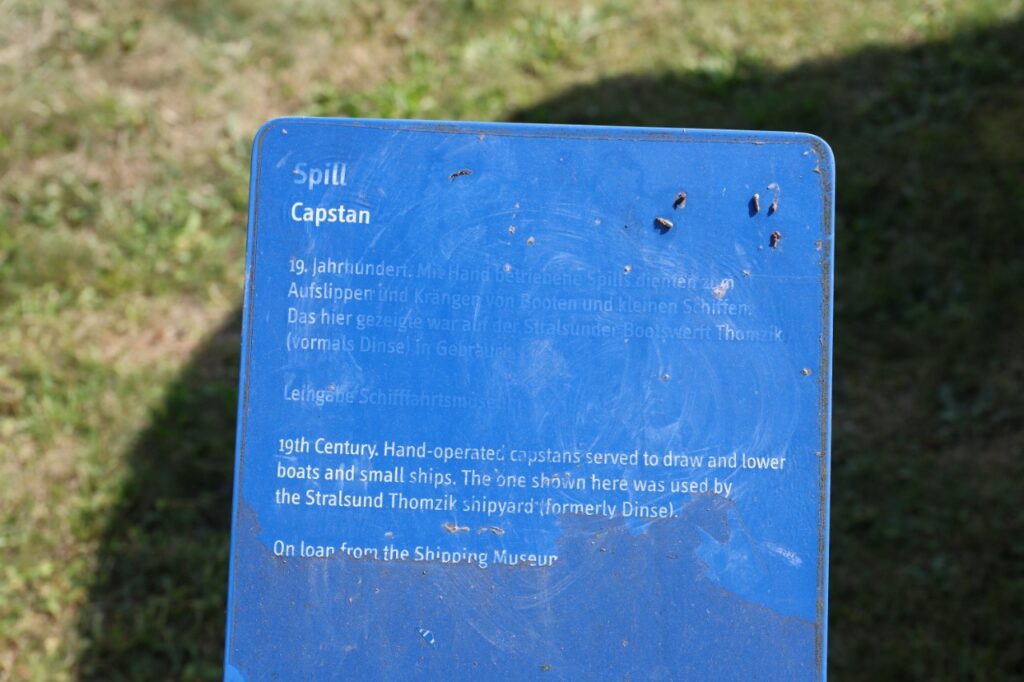 Spill
Capstan
19. Jahrhundert. Mit Hand betriebene Spills dienten zum
Aufslippen und Krängen von Booten und kleinen Schiffen.
Das hier gezeigte war auf der Stralsunder Bootswerft Thomzik
(vormals Dinse) in Gebrauch
Leihgabe Schifffahrtsmuseum
19th Century. Hand-operated capstans served to draw and lower
boats and small ships. The one shown here was used by
the Stralsund Thomzik shipyard (formerly Dinse).
On loan from the Shipping Museum